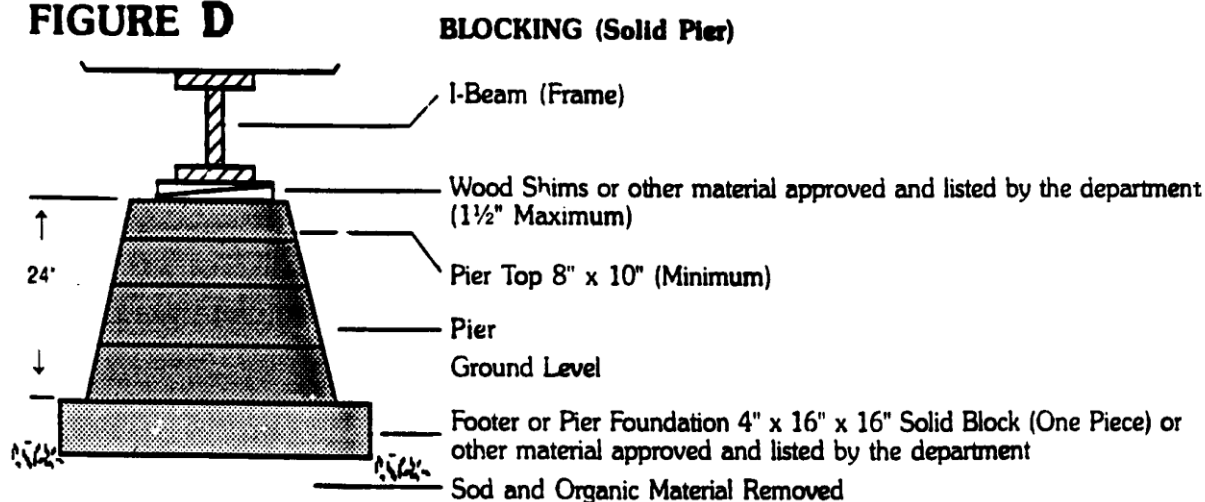 FIGURE D
BLOCKING (Solid Pier)
I-Beam (Frame)
Wood Shims or other material approved and listed by the department
(1½" Maximum)
24"
Pier Top 8" x 10" (Minimum)
Pier
Ground Level
Footer or Pier Foundation 4" x 16" x 16" Solid Block (One Piece) or
other material approved and listed by the department
Sod and Organic Material Removed